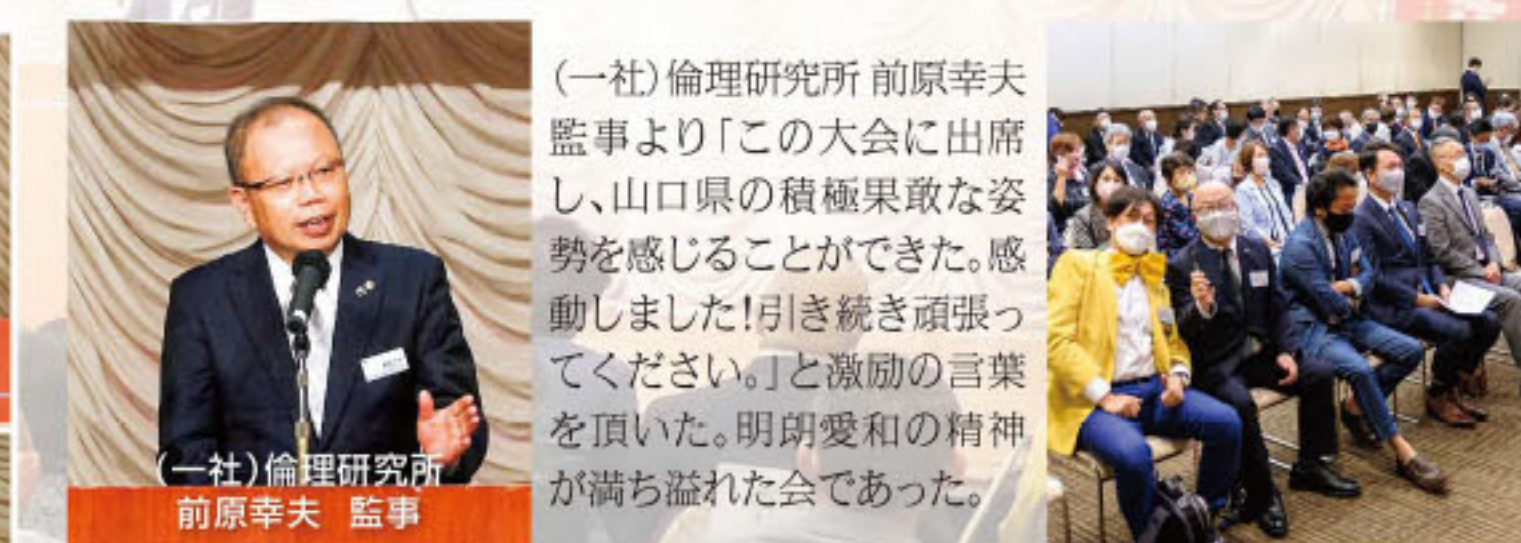 (一社)倫理研究所
前原幸夫 監事
(一社)倫理研究所 前原幸夫
監事より「この大会に出席
し、山口県の積極果敢な姿
勢を感じることができた。感
動しました!引き続き頑張っ
てください。」と激励の言葉
を頂いた。明朗愛和の精神
が満ち溢れた会であった。